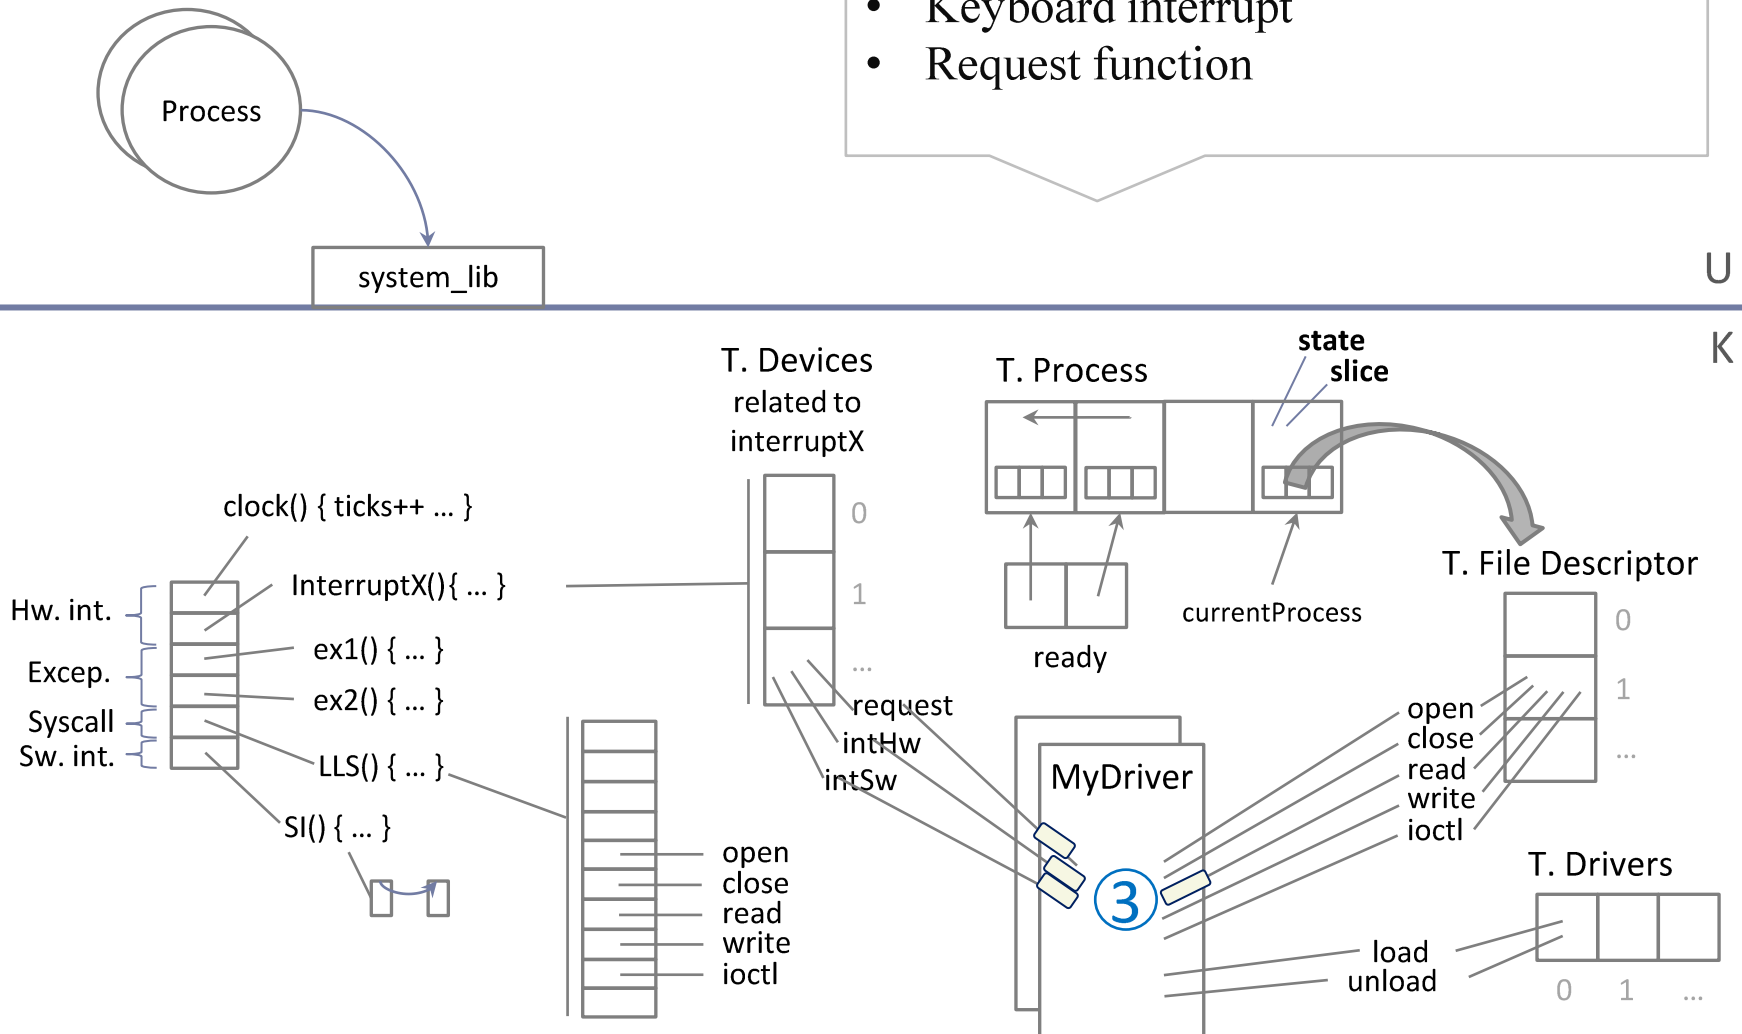 • Keyboard interrupt
• Request function
Process
system_lib
U
K
T. Devices
related to
interruptX
0
1
...
T. Process
state
slice
currentProcess
ready
T. File Descriptor
0
1
...
clock() { ticks++ ... }
InterruptX(){ ... }
ex1() { ... }
ex2() { ... }
LLS() { ... }
SI() { ... }
Hw. int.
Excep.
Syscall
Sw. int.
open
close
read
write
ioctl
request
intHw
intSw
MyDriver
3
open
close
read
write
ioctl
T. Drivers
load
unload
0 1 ...